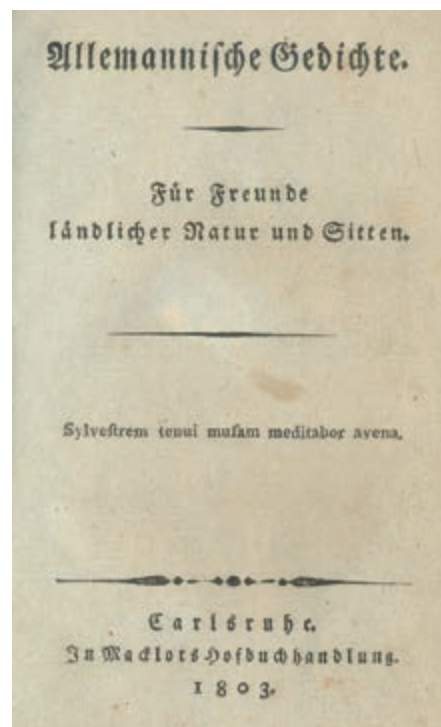 Allemanniſche Gedichte.
Für Freunde
ländlicher Natur und Sitten.
Sylveſtrem tenui muſam meditabor avena.
Carlsruhe.
In Macklots Hofbuchhandlung.
1803.